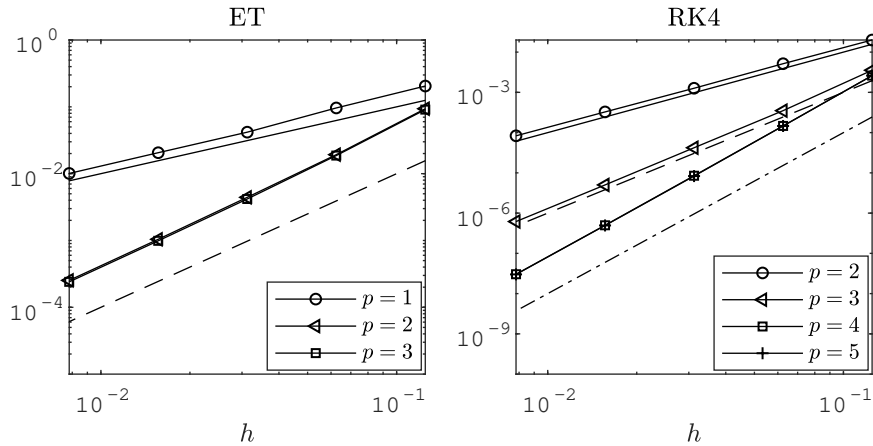 ET
10^0
10^-2
10^-4
10^-2
10^-1
h
p = 1
p = 2
p = 3
RK4
10^-3
10^-6
10^-9
10^-2
10^-1
h
p = 2
p = 3
p = 4
p = 5